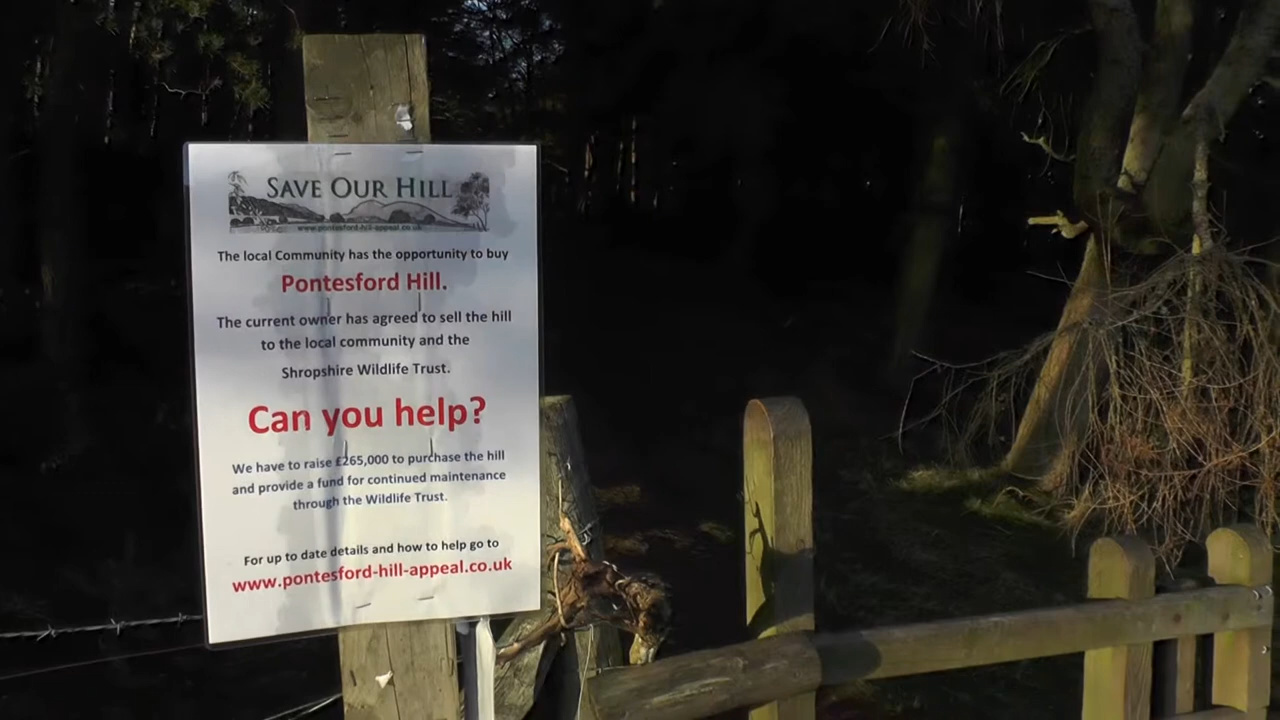 SAVE OUR HILL
www.pontesford-hill-appeal.co.uk
The local Community has the opportunity to buy
Pontesford Hill.
The current owner has agreed to sell the hill
to the local community and the
Shropshire Wildlife Trust.
Can you help?
We have to raise £265,000 to purchase the hill
and provide a fund for continued maintenance
through the Wildlife Trust.
For up to date details and how to help go to
www.pontesford-hill-appeal.co.uk